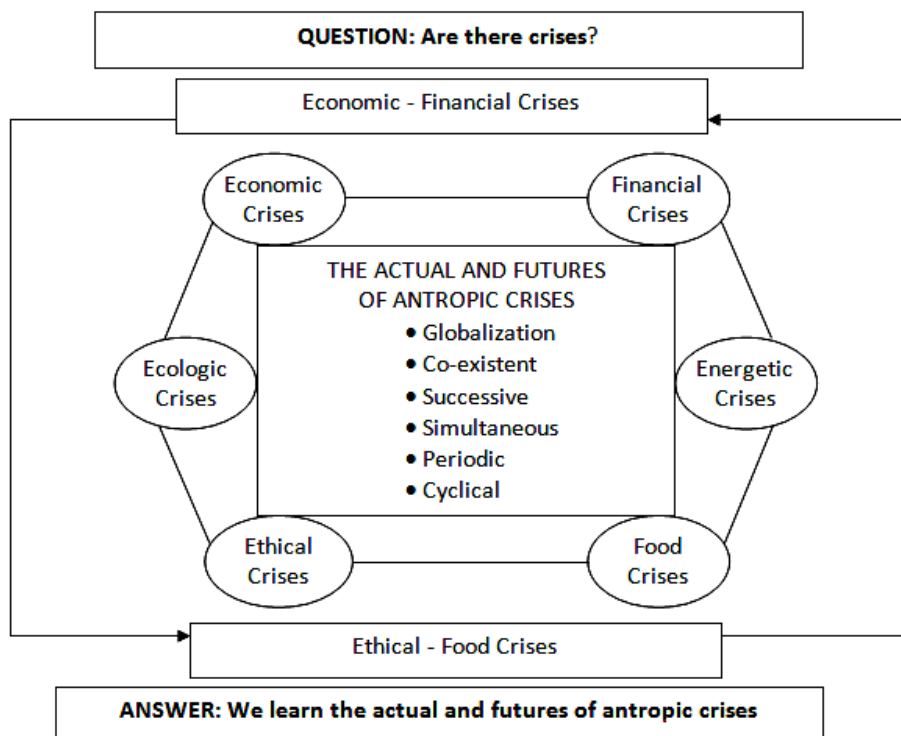 QUESTION: Are there crises?
Economic - Financial Crises
Economic
Crises
Financial
Crises
THE ACTUAL AND FUTURES
OF ANTROPIC CRISES
• Globalization
• Co-existent
• Successive
• Simultaneous
• Periodic
• Cyclical
Ecologic
Crises
Energetic
Crises
Ethical
Crises
Food
Crises
Ethical - Food Crises
ANSWER: We learn the actual and futures of antropic crises